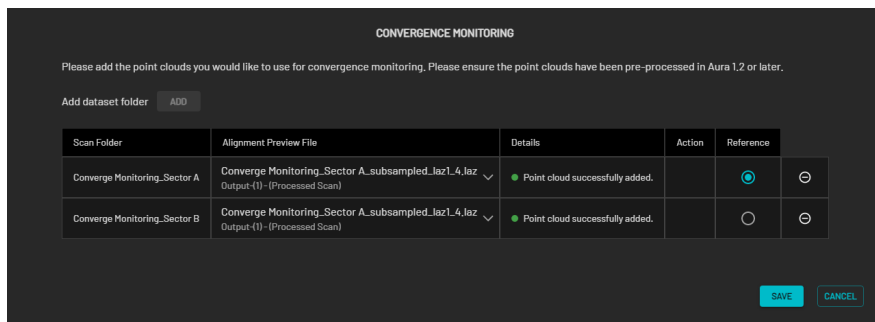 CONVERGENCE MONITORING
Please add the point clouds you would like to use for convergence monitoring. Please ensure the point clouds have been pre-processed in Aura 1.2 or later.
Add dataset folder ADD
Scan Folder Alignment Preview File Details Action Reference
Converge Monitoring_Sector A Converge Monitoring_Sector A_subsampled_laz1_4.laz Point cloud successfully added.
Output-(1) - (Processed Scan)
Converge Monitoring_Sector B Converge Monitoring_Sector A_subsampled_laz1_4.laz Point cloud successfully added.
Output-(1) - (Processed Scan)
SAVE CANCEL